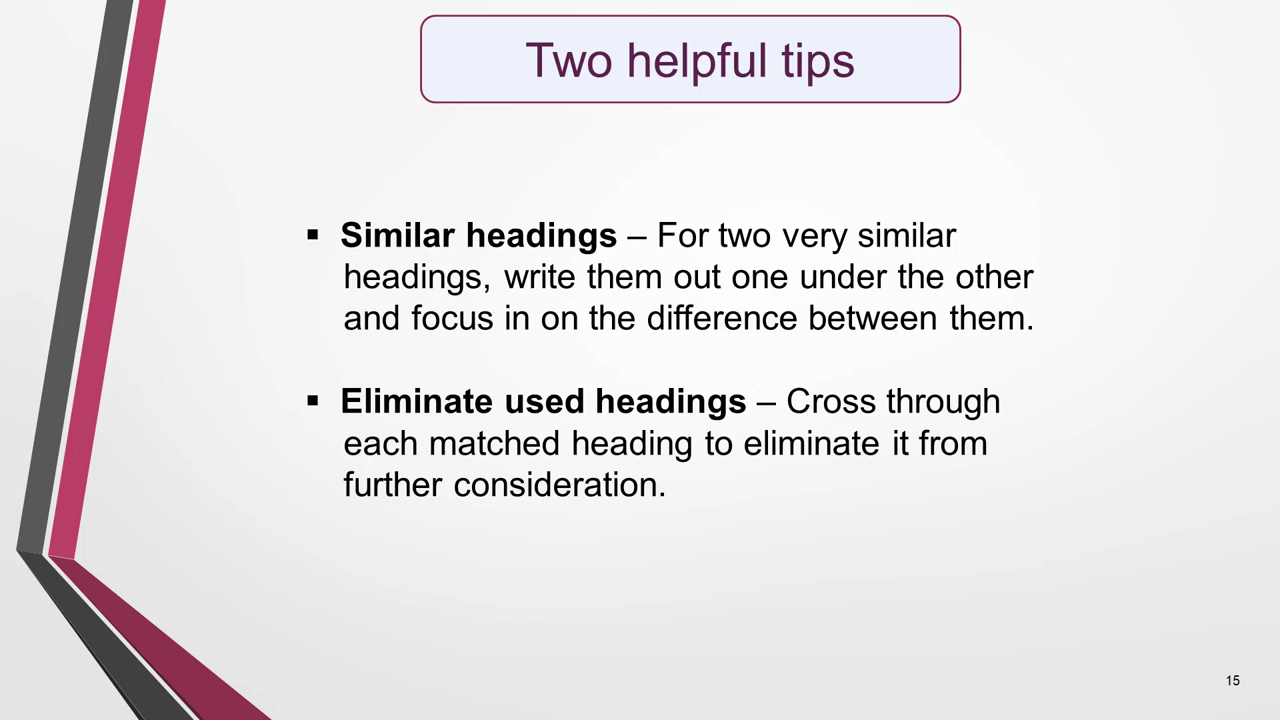 Two helpful tips
▪ Similar headings – For two very similar
headings, write them out one under the other
and focus in on the difference between them.
▪ Eliminate used headings – Cross through
each matched heading to eliminate it from
further consideration.
15